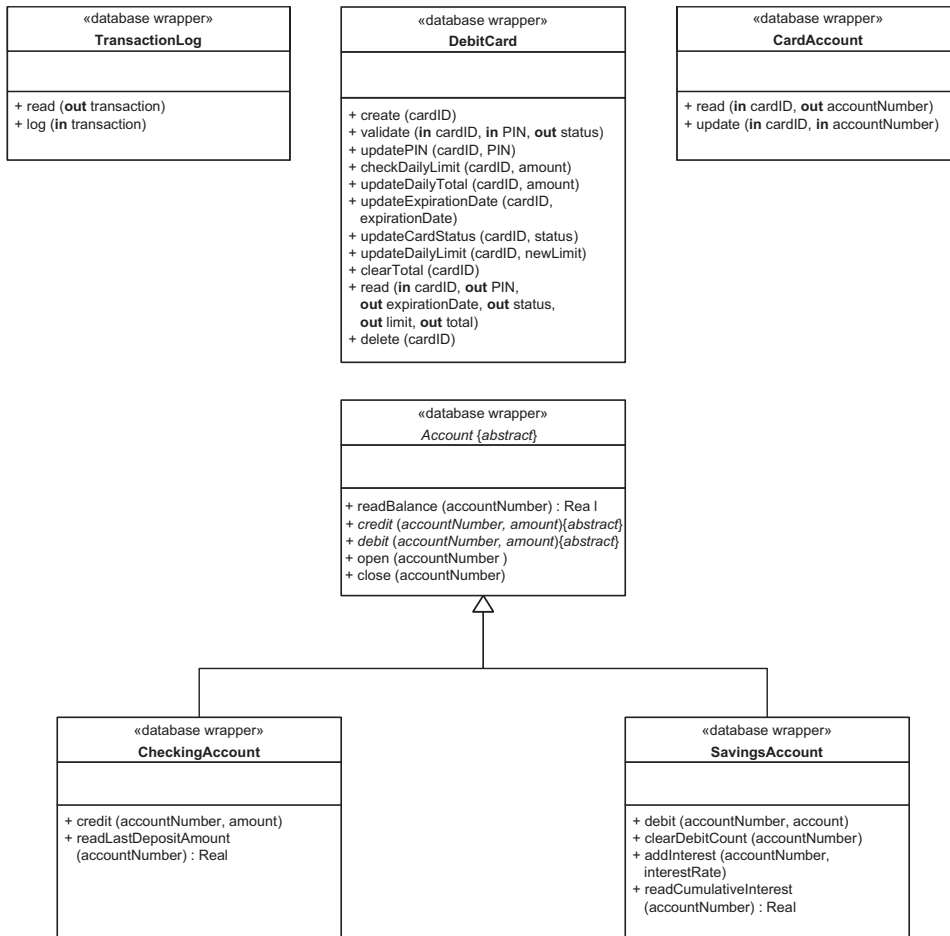 «database wrapper»
TransactionLog
+ read (out transaction)
+ log (in transaction)
«database wrapper»
DebitCard
+ create (cardID)
+ validate (in cardID, in PIN, out status)
+ updatePIN (cardID, PIN)
+ checkDailyLimit (cardID, amount)
+ updateDailyTotal (cardID, amount)
+ updateExpirationDate (cardID,
expirationDate)
+ updateCardStatus (cardID, status)
+ updateDailyLimit (cardID, newLimit)
+ clearTotal (cardID)
+ read (in cardID, out PIN,
out expirationDate, out status,
out limit, out total)
+ delete (cardID)
«database wrapper»
CardAccount
+ read (in cardID, out accountNumber)
+ update (in cardID, in accountNumber)
«database wrapper»
Account {abstract}
+ readBalance (accountNumber) : Rea l
+ credit (accountNumber, amount){abstract}
+ debit (accountNumber, amount){abstract}
+ open (accountNumber )
+ close (accountNumber)
«database wrapper»
CheckingAccount
+ credit (accountNumber, amount)
+ readLastDepositAmount
(accountNumber) : Real
«database wrapper»
SavingsAccount
+ debit (accountNumber, account)
+ clearDebitCount (accountNumber)
+ addInterest (accountNumber,
interestRate)
+ readCumulativeInterest
(accountNumber) : Real